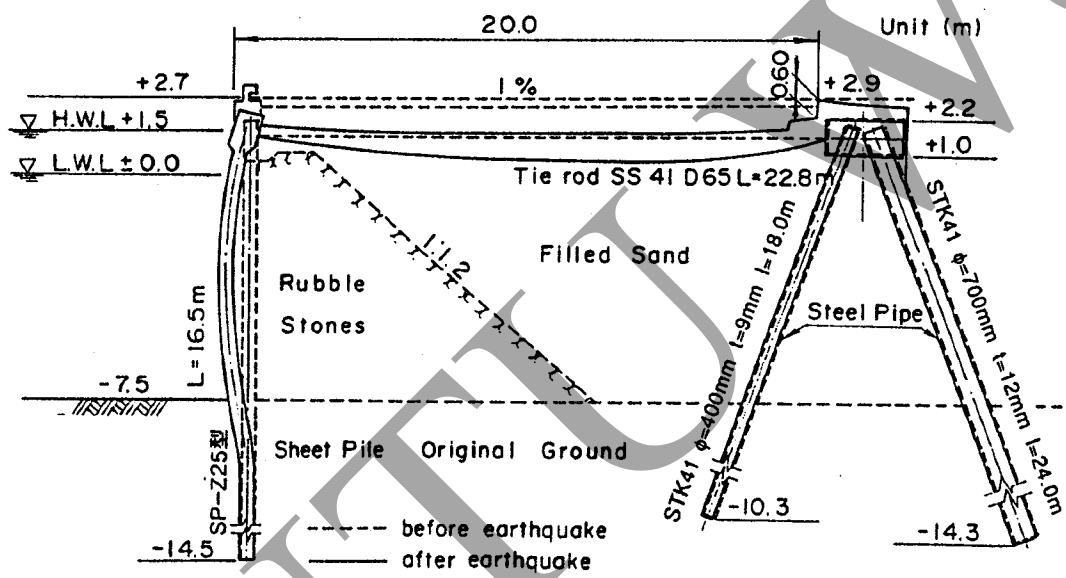 20.0
Unit (m)
+2.7
1 %
0.60
+2.9
H.W.L +1.5
+2.2
L.W.L ± 0.0
+1.0
Tie rod SS 41 D65 L=22.8m
1:1.2
Filled Sand
Rubble
Stones
L=16.5m
Steel Pipe
STK41 φ=400mm t=9mm l=18.0m
STK41 φ=700mm t=12mm l=24.0m
-7.5
SP-Z25型
Sheet Pile
Original Ground
-10.3
before earthquake
-14.3
-14.5
after earthquake